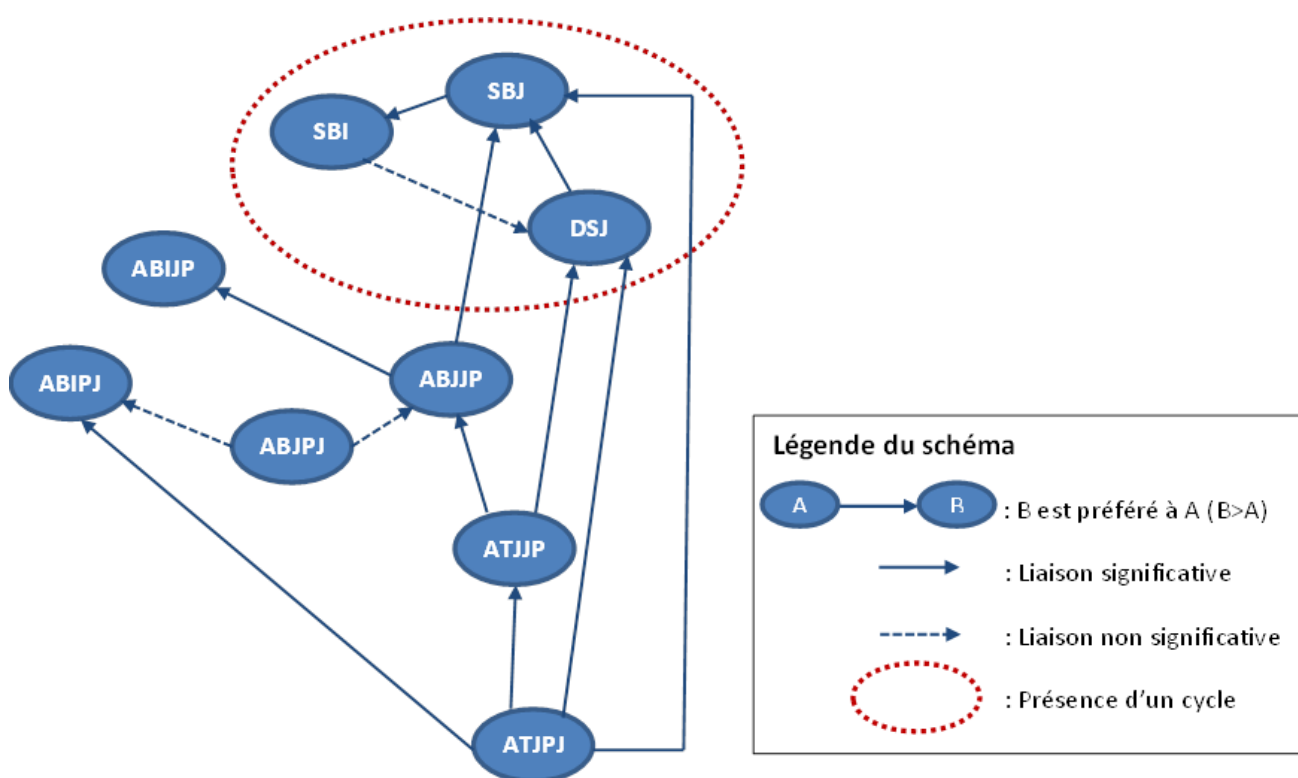 SBJ
SBI
DSJ
ABIJP
ABJJP
ABIPJ
ABJPJ
ATJJP
ATJPJ
Légende du schéma
A
B
: B est préféré à A (B>A)
: Liaison significative
: Liaison non significative
: Présence d'un cycle